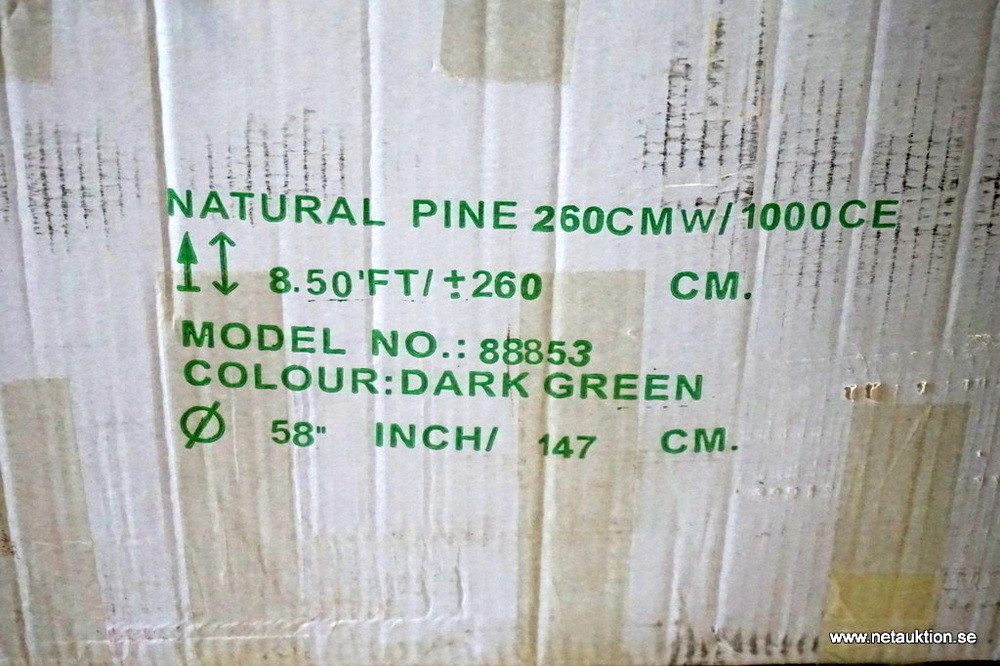 NATURAL PINE 260CMW/1000CE
8.50'FT/±260 CM.
MODEL NO.: 88853
COLOUR:DARK GREEN
Ø 58" INCH/ 147 CM.
www.netauktion.se